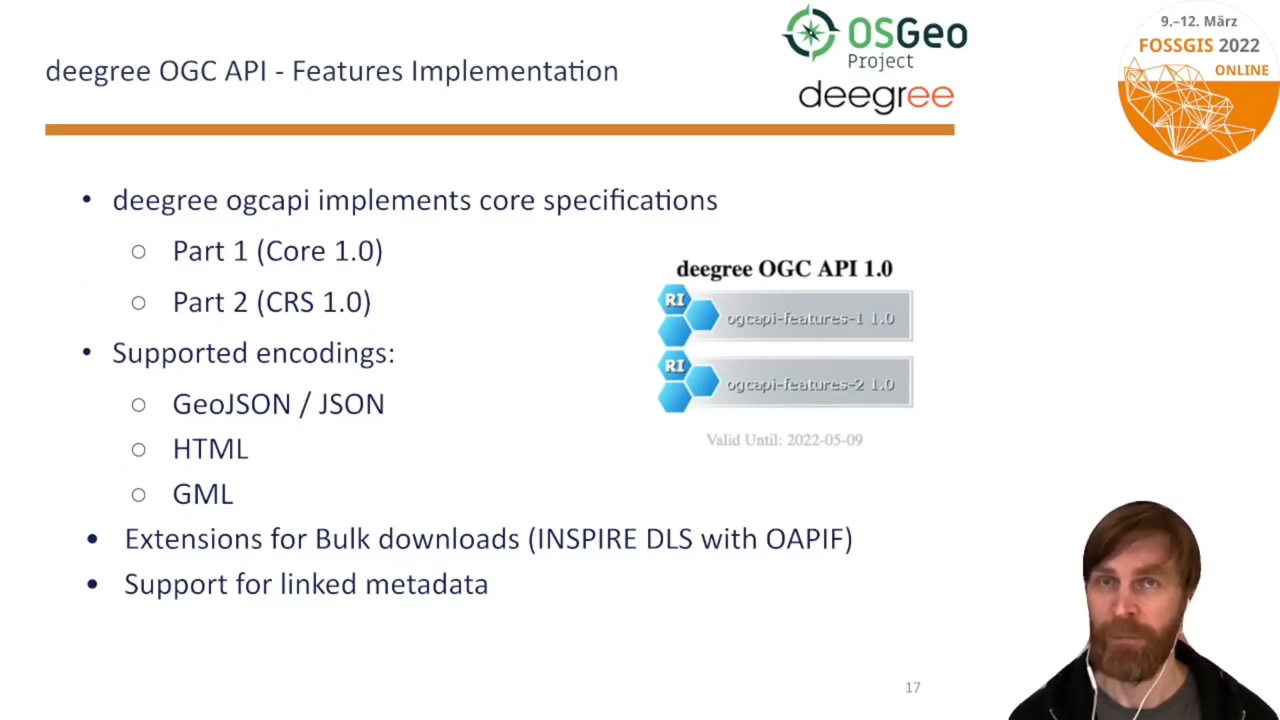 deegree OGC API - Features Implementation
OSGeo
Project
deegree
9.–12. März
FOSSGIS 2022
ONLINE
• deegree ogcapi implements core specifications
○ Part 1 (Core 1.0)
○ Part 2 (CRS 1.0)
• Supported encodings:
○ GeoJSON / JSON
○ HTML
○ GML
• Extensions for Bulk downloads (INSPIRE DLS with OAPIF)
• Support for linked metadata
deegree OGC API 1.0
RI ogcapi-features-1 1.0
RI ogcapi-features-2 1.0
Valid Until: 2022-05-09
17